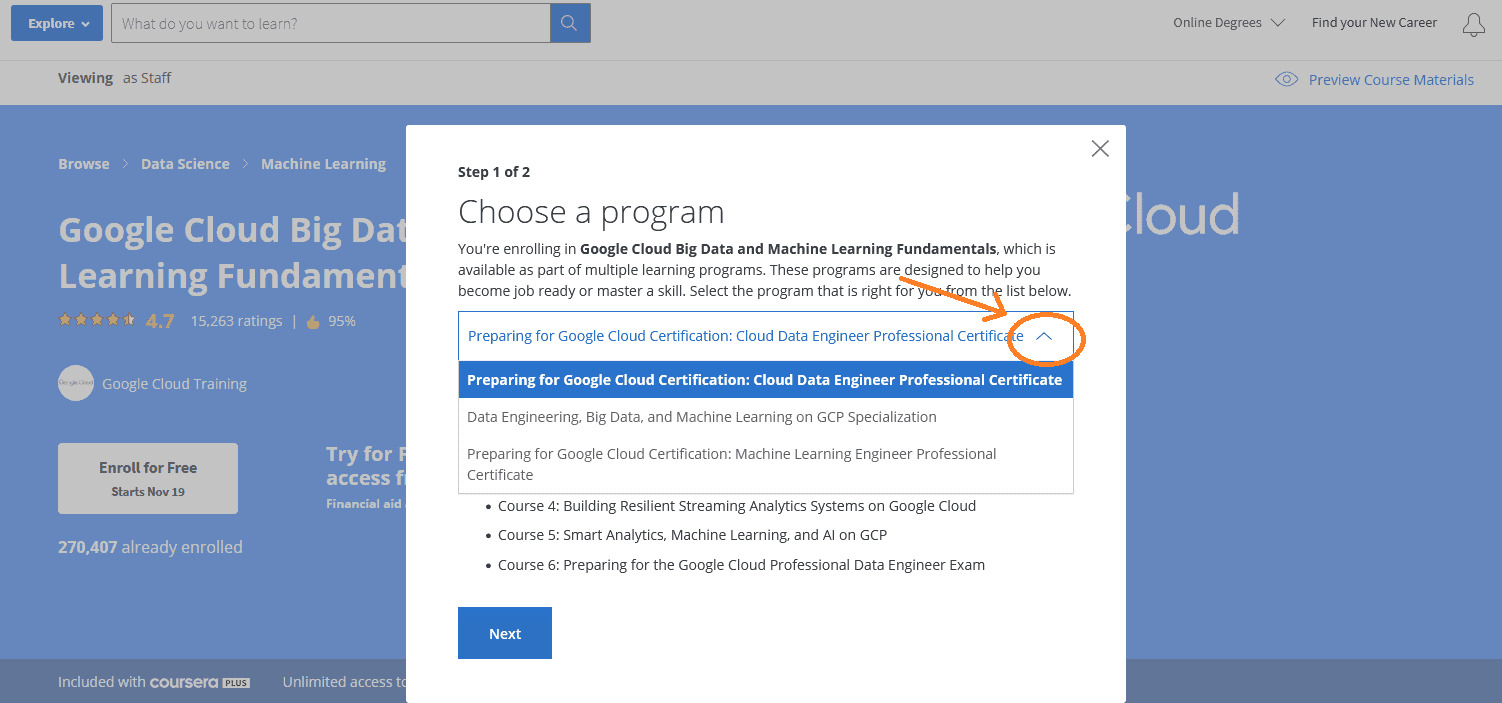 Explore
What do you want to learn?
Online Degrees
Find your New Career
Viewing as Staff
Preview Course Materials
Browse
Data Science
Machine Learning
Google Cloud Big Dat
Learning Fundament
4.7 15,263 ratings | 95%
Google Cloud
Google Cloud Training
Enroll for Free
Starts Nov 19
Try for F
access f
Financial aid
270,407 already enrolled
Included with coursera PLUS
Unlimited access to
Cloud
Step 1 of 2
Choose a program
You're enrolling in Google Cloud Big Data and Machine Learning Fundamentals, which is
available as part of multiple learning programs. These programs are designed to help you
become job ready or master a skill. Select the program that is right for you from the list below.
Preparing for Google Cloud Certification: Cloud Data Engineer Professional Certificate
Preparing for Google Cloud Certification: Cloud Data Engineer Professional Certificate
Data Engineering, Big Data, and Machine Learning on GCP Specialization
Preparing for Google Cloud Certification: Machine Learning Engineer Professional
Certificate
• Course 4: Building Resilient Streaming Analytics Systems on Google Cloud
• Course 5: Smart Analytics, Machine Learning, and AI on GCP
• Course 6: Preparing for the Google Cloud Professional Data Engineer Exam
Next